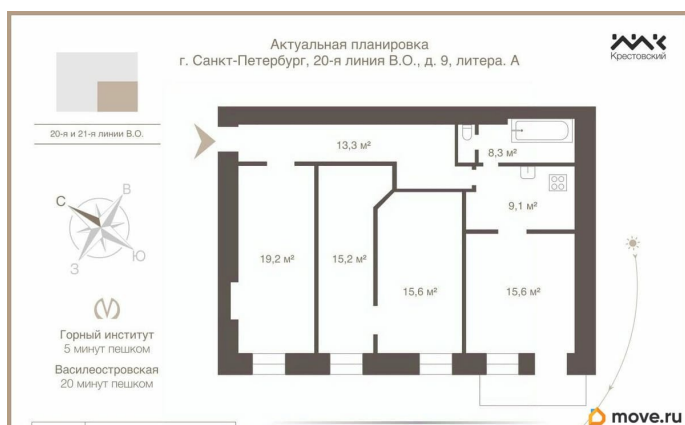 Актуальная планировка
г. Санкт-Петербург, 20-я линия В.О., д. 9, литера. А
Крестовский
20-я и 21-я линии В.О.
С
В
З
Ю
Горный институт
5 минут пешком
Василеостровская
20 минут пешком
13,3 м²
8,3 м²
9,1 м²
19,2 м²
15,2 м²
15,6 м²
15,6 м²
move.ru